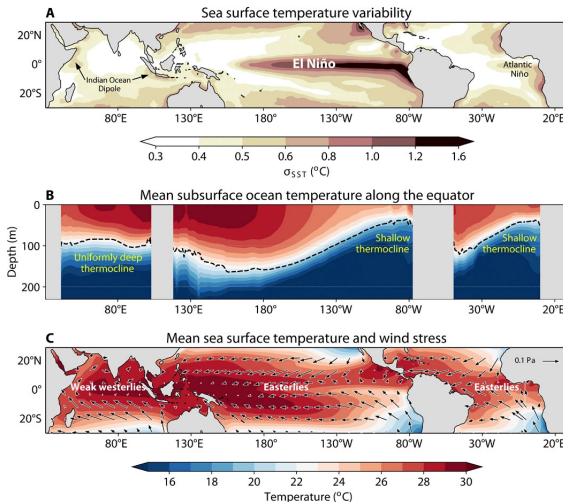 A Sea surface temperature variability
20°N
0°
20°S
Indian Ocean
Dipole
El Niño
Atlantic
Niño
80°E 130°E 180°W 130°W 80°W 30°W 20°E
0.3 0.4 0.5 0.6 0.8 1.0 1.2 1.6
σSST (°C)
B Mean subsurface ocean temperature along the equator
Depth (m)
0
100
200
Uniformly deep
thermocline
Shallow
thermocline
Shallow
thermocline
80°E 130°E 180°W 130°W 80°W 30°W 20°E
C Mean sea surface temperature and wind stress
20°N
0°
20°S
Weak westerlies
Easterlies
Easterlies
0.1 Pa
80°E 130°E 180°W 130°W 80°W 30°W 20°E
16 18 20 22 24 26 28 30
Temperature (°C)